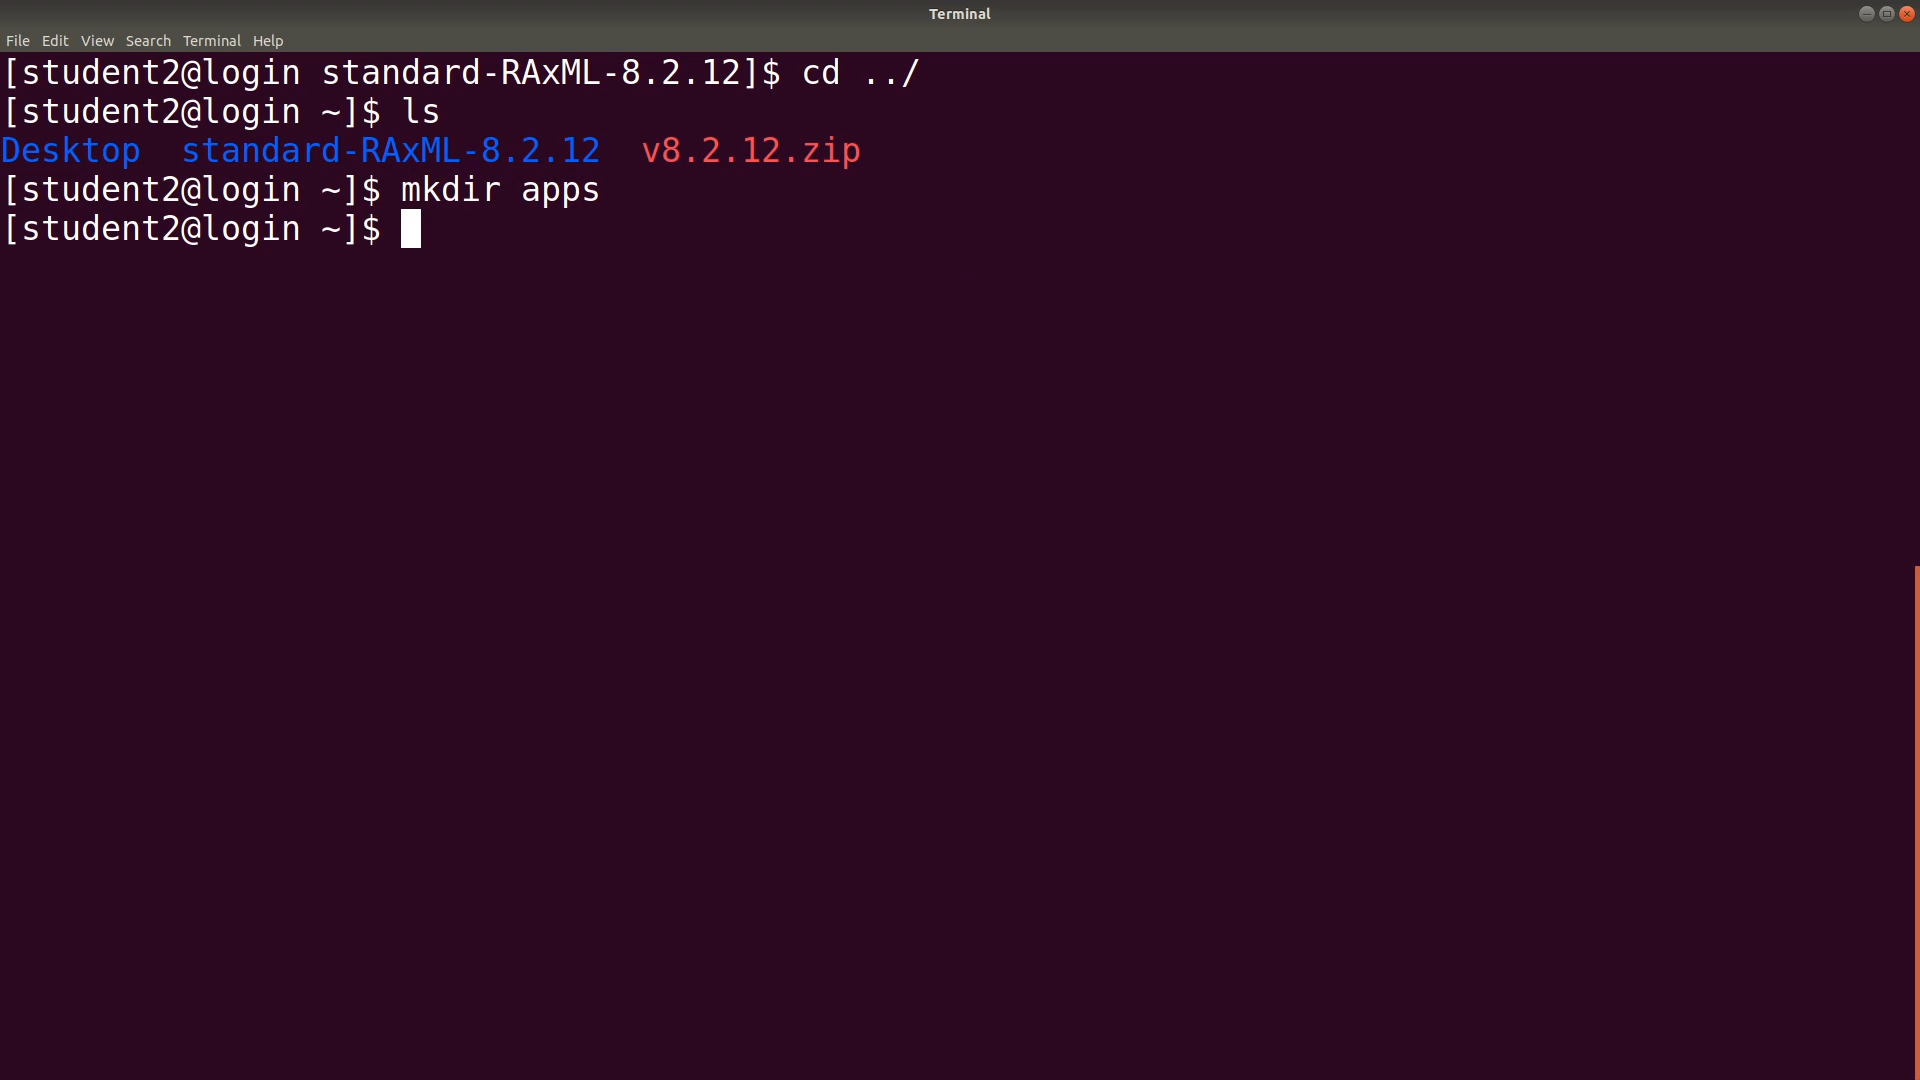 Terminal
File Edit View Search Terminal Help
[student2@login standard-RAxML-8.2.12]$ cd ../
[student2@login ~]$ ls
Desktop  standard-RAxML-8.2.12  v8.2.12.zip
[student2@login ~]$ mkdir apps
[student2@login ~]$